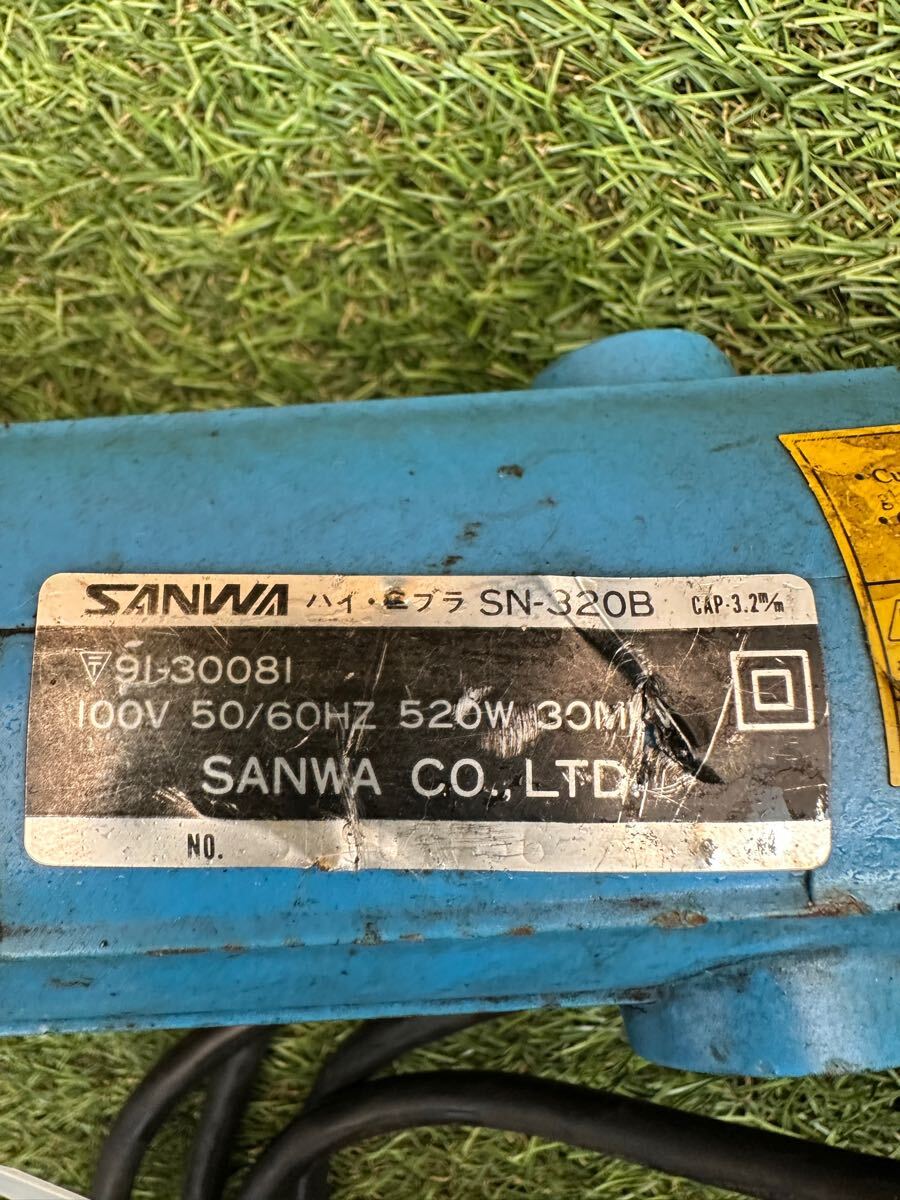 SANWA ハイ・ニブラ SN-320B CAP・3.2m/m
〒91-30081
100V 50/60HZ 520W 30M
SANWA CO.,LTD.
NO.